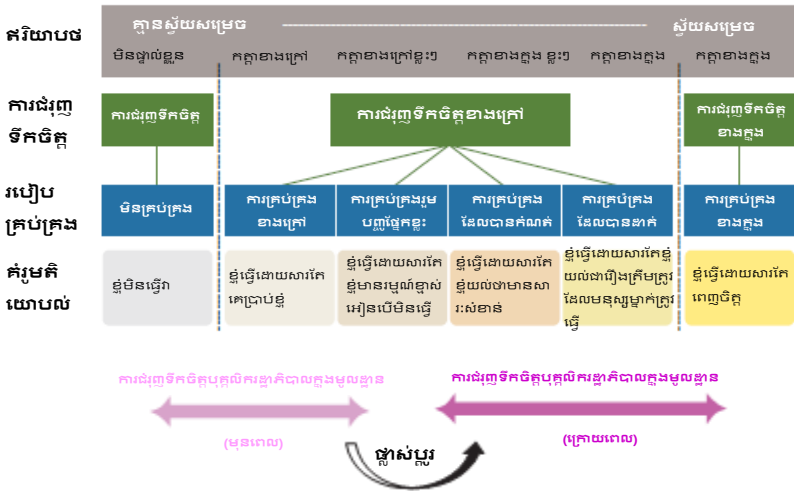 ឥរិយាបថ
គ្មានស្វ័យសម្រេច
ស្វ័យសម្រេច
មិនផ្ទាល់ខ្លួន
កត្តាខាងក្រៅ
កត្តាខាងក្រៅខ្លះៗ
កត្តាខាងក្នុង ខ្លះៗ
កត្តាខាងក្នុង
កត្តាខាងក្នុង
ការជំរុញ
ទឹកចិត្ត
ការជំរុញទឹកចិត្ត
ការជំរុញទឹកចិត្តខាងក្រៅ
ការជំរុញទឹកចិត្ត
ខាងក្នុង
របៀប
គ្រប់គ្រង
មិនគ្រប់គ្រង
ការគ្រប់គ្រង
ខាងក្រៅ
ការគ្រប់គ្រងរួម
បញ្ចូផ្នែកខ្លះ
ការគ្រប់គ្រង
ដែលបានកំណត់
ការគ្រប់គ្រង
ដែលបានដាក់
ការគ្រប់គ្រង
ខាងក្នុង
គំរូមតិ
យោបល់
ខ្ញុំមិនធ្វើវា
ខ្ញុំធ្វើដោយសារតែ
គេប្រាប់ខ្ញុំ
ខ្ញុំធ្វើដោយសារតែ
ខ្ញុំមានរម្មណ៍ខ្មាស់
អៀនបើមិនធ្វើ
ខ្ញុំធ្វើដោយសារតែ
ខ្ញុំយល់ថាមានសា
រៈសំខាន់
ខ្ញុំធ្វើដោយសារតែខ្ញុំ
យល់ជារឿងត្រឹមត្រូវ
ដែលមនុស្សម្នាក់ត្រូវ
ធ្វើ
ខ្ញុំធ្វើដោយសារតែ
ពេញចិត្ត
ការជំរុញទឹកចិត្តបុគ្គលិករដ្ឋាភិបាលក្នុងមូលដ្ឋាន
ការជំរុញទឹកចិត្តបុគ្គលិករដ្ឋាភិបាលក្នុងមូលដ្ឋាន
(មុនពេល)
(ក្រោយពេល)
ផ្លាស់ប្តូរ